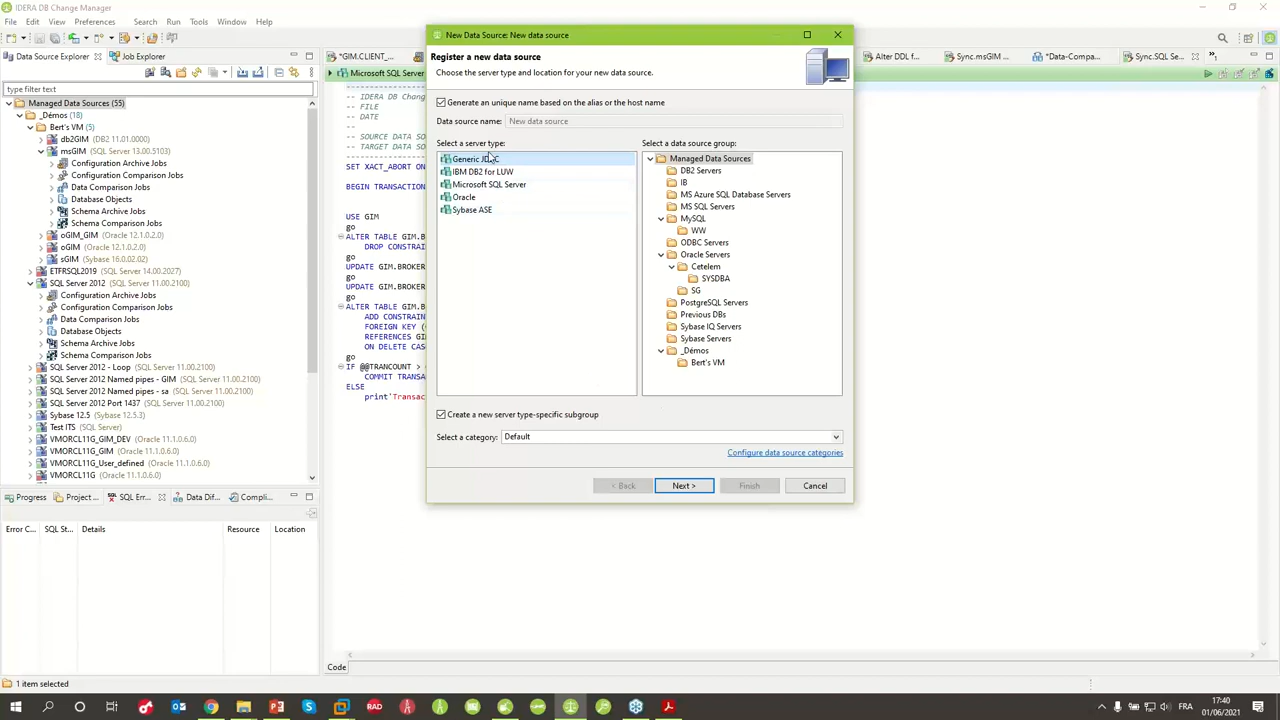 IDERA DB Change Manager
File Edit View Preferences Search Run Tools Window Help
Data Source Explorer
Job Explorer
type filter text
Managed Data Sources (55)
_Démos (18)
Bert's VM (5)
db2GIM (DB2 11.01.0000)
msGIM (SQL Server 13.00.5103)
Configuration Archive Jobs
Configuration Comparison Jobs
Data Comparison Jobs
Database Objects
Schema Archive Jobs
Schema Comparison Jobs
oGIM_GIM (Oracle 12.1.0.2.0)
oGIM (Oracle 12.1.0.2.0)
sGIM (Sybase 16.0.02.02)
ETFRSQL2019 (SQL Server 14.00.2027)
SQL Server 2012 (SQL Server 11.00.2100)
Configuration Archive Jobs
Configuration Comparison Jobs
Data Comparison Jobs
Database Objects
Schema Archive Jobs
Schema Comparison Jobs
SQL Server 2012 - Loop (SQL Server 11.00.2100)
SQL Server 2012 Named pipes - GIM (SQL Server 11.00.2100)
SQL Server 2012 Named pipes - sa (SQL Server 11.00.2100)
SQL Server 2012 Port 1437 (SQL Server 11.00.2100)
Sybase 12.5 (Sybase 12.5.3)
Test ITS (SQL Server)
VMORCL11G_GIM_DEV (Oracle 11.1.0.6.0)
VMORCL11G_GIM (Oracle 11.1.0.6.0)
VMORCL11G_User_defined (Oracle 11.1.0.6.0)
VMORCL11G (Oracle 11.1.0.6.0)
Progress
Project ...
SQL Err...
Data Dif...
Compli...
Error C... SQL St... Details Resource Location
1 item selected
*GIM.CLIENT_...
Alter DDL f...
Sync.msGIM ...
*Data-Compa...
Sync.SQL Se...
Microsoft SQL Server
-- IDERA DB Chang
-- FILE
-- DATE
--
-- SOURCE DATA SO
-- TARGET DATA SO
SET XACT_ABORT ON
BEGIN TRANSACTION
USE GIM
go
ALTER TABLE GIM.B
DROP CONSTRAI
go
UPDATE GIM.BROKER
go
UPDATE GIM.BROKER
go
ALTER TABLE GIM.B
ADD CONSTRAIN
FOREIGN KEY (
REFERENCES GI
ON DELETE CAS
go
IF @@TRANCOUNT >
COMMIT TRANSA
ELSE
print'Transac
Code
New Data Source: New data source
Register a new data source
Choose the server type and location for your new data source.
Generate an unique name based on the alias or the host name
Data source name: New data source
Select a server type:
Generic JDBC
IBM DB2 for LUW
Microsoft SQL Server
Oracle
Sybase ASE
Select a data source group:
Managed Data Sources
DB2 Servers
IB
MS Azure SQL Database Servers
MS SQL Servers
MySQL
WW
ODBC Servers
Oracle Servers
Cetelem
SYSDBA
SG
PostgreSQL Servers
Previous DBs
Sybase IQ Servers
Sybase Servers
_Démos
Bert's VM
Create a new server type-specific subgroup
Select a category: Default
Configure data source categories
< Back Next > Finish Cancel
RAD
FRA
17:40
01/06/2021